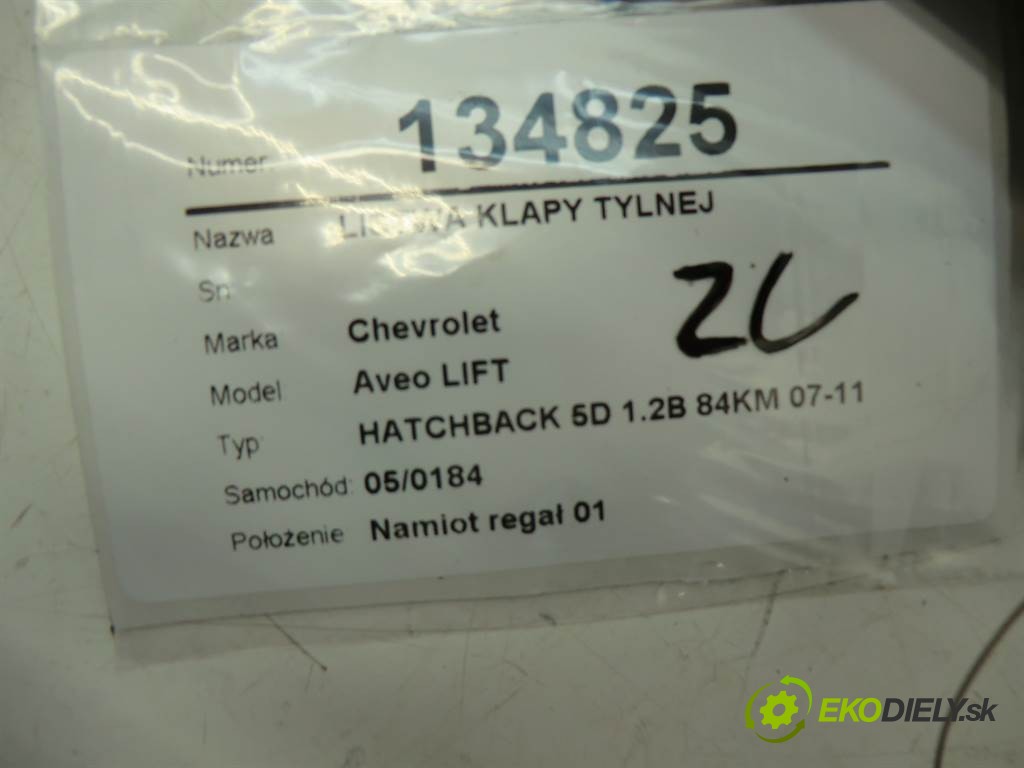 Numer: 134825
Nazwa LISTWA KLAPY TYLNEJ
Sn
Marka Chevrolet
Model Aveo LIFT
Typ HATCHBACK 5D 1.2B 84KM 07-11
Samochód: 05/0184
Położenie Namiot regał 01
EKODIELY.sk